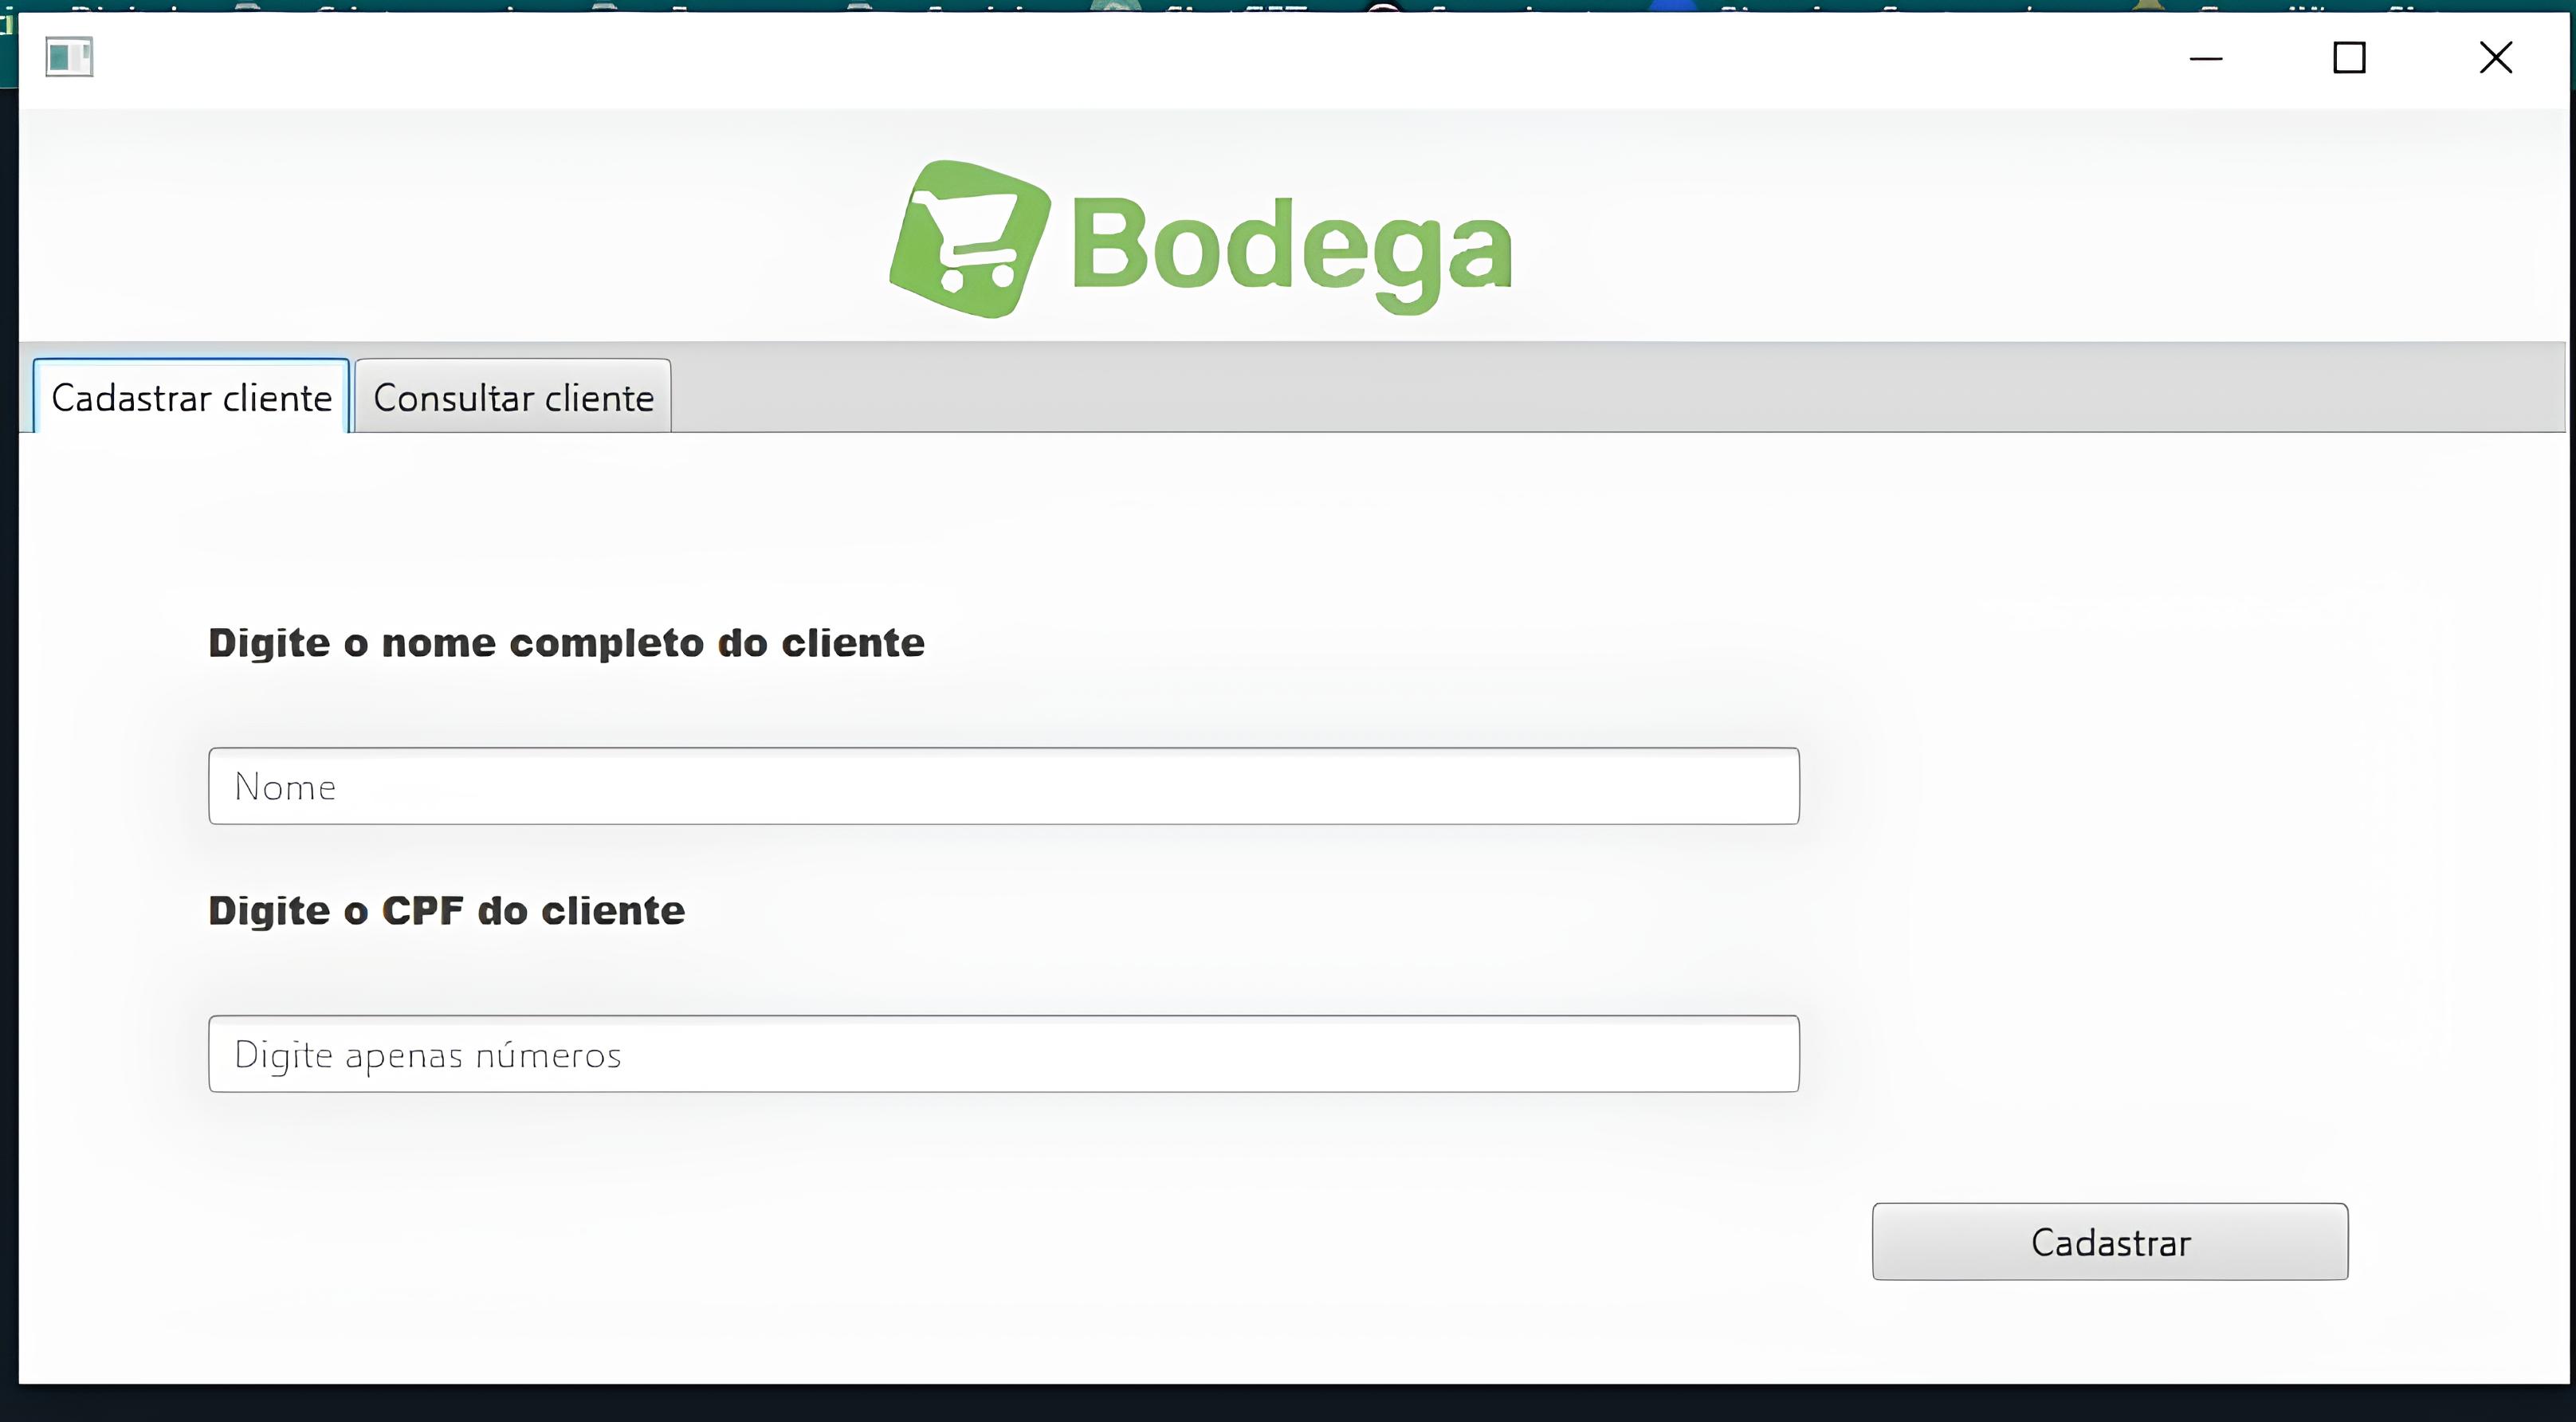 Bodega
Cadastrar cliente Consultar cliente
Digite o nome completo do cliente
Nome
Digite o CPF do cliente
Digite apenas números
Cadastrar